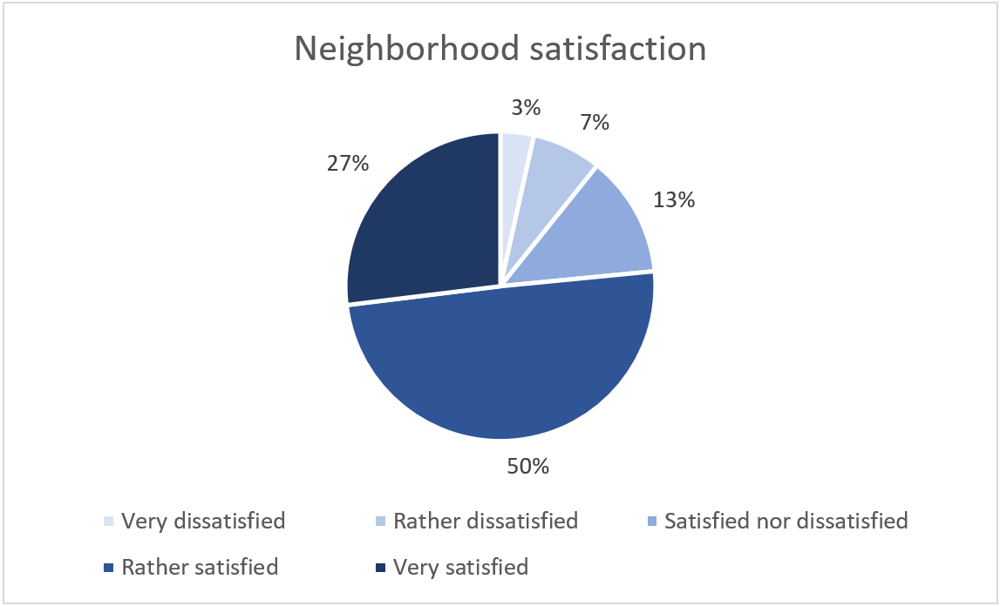 Neighborhood satisfaction
3%
7%
27%
13%
50%
Very dissatisfied
Rather dissatisfied
Satisfied nor dissatisfied
Rather satisfied
Very satisfied